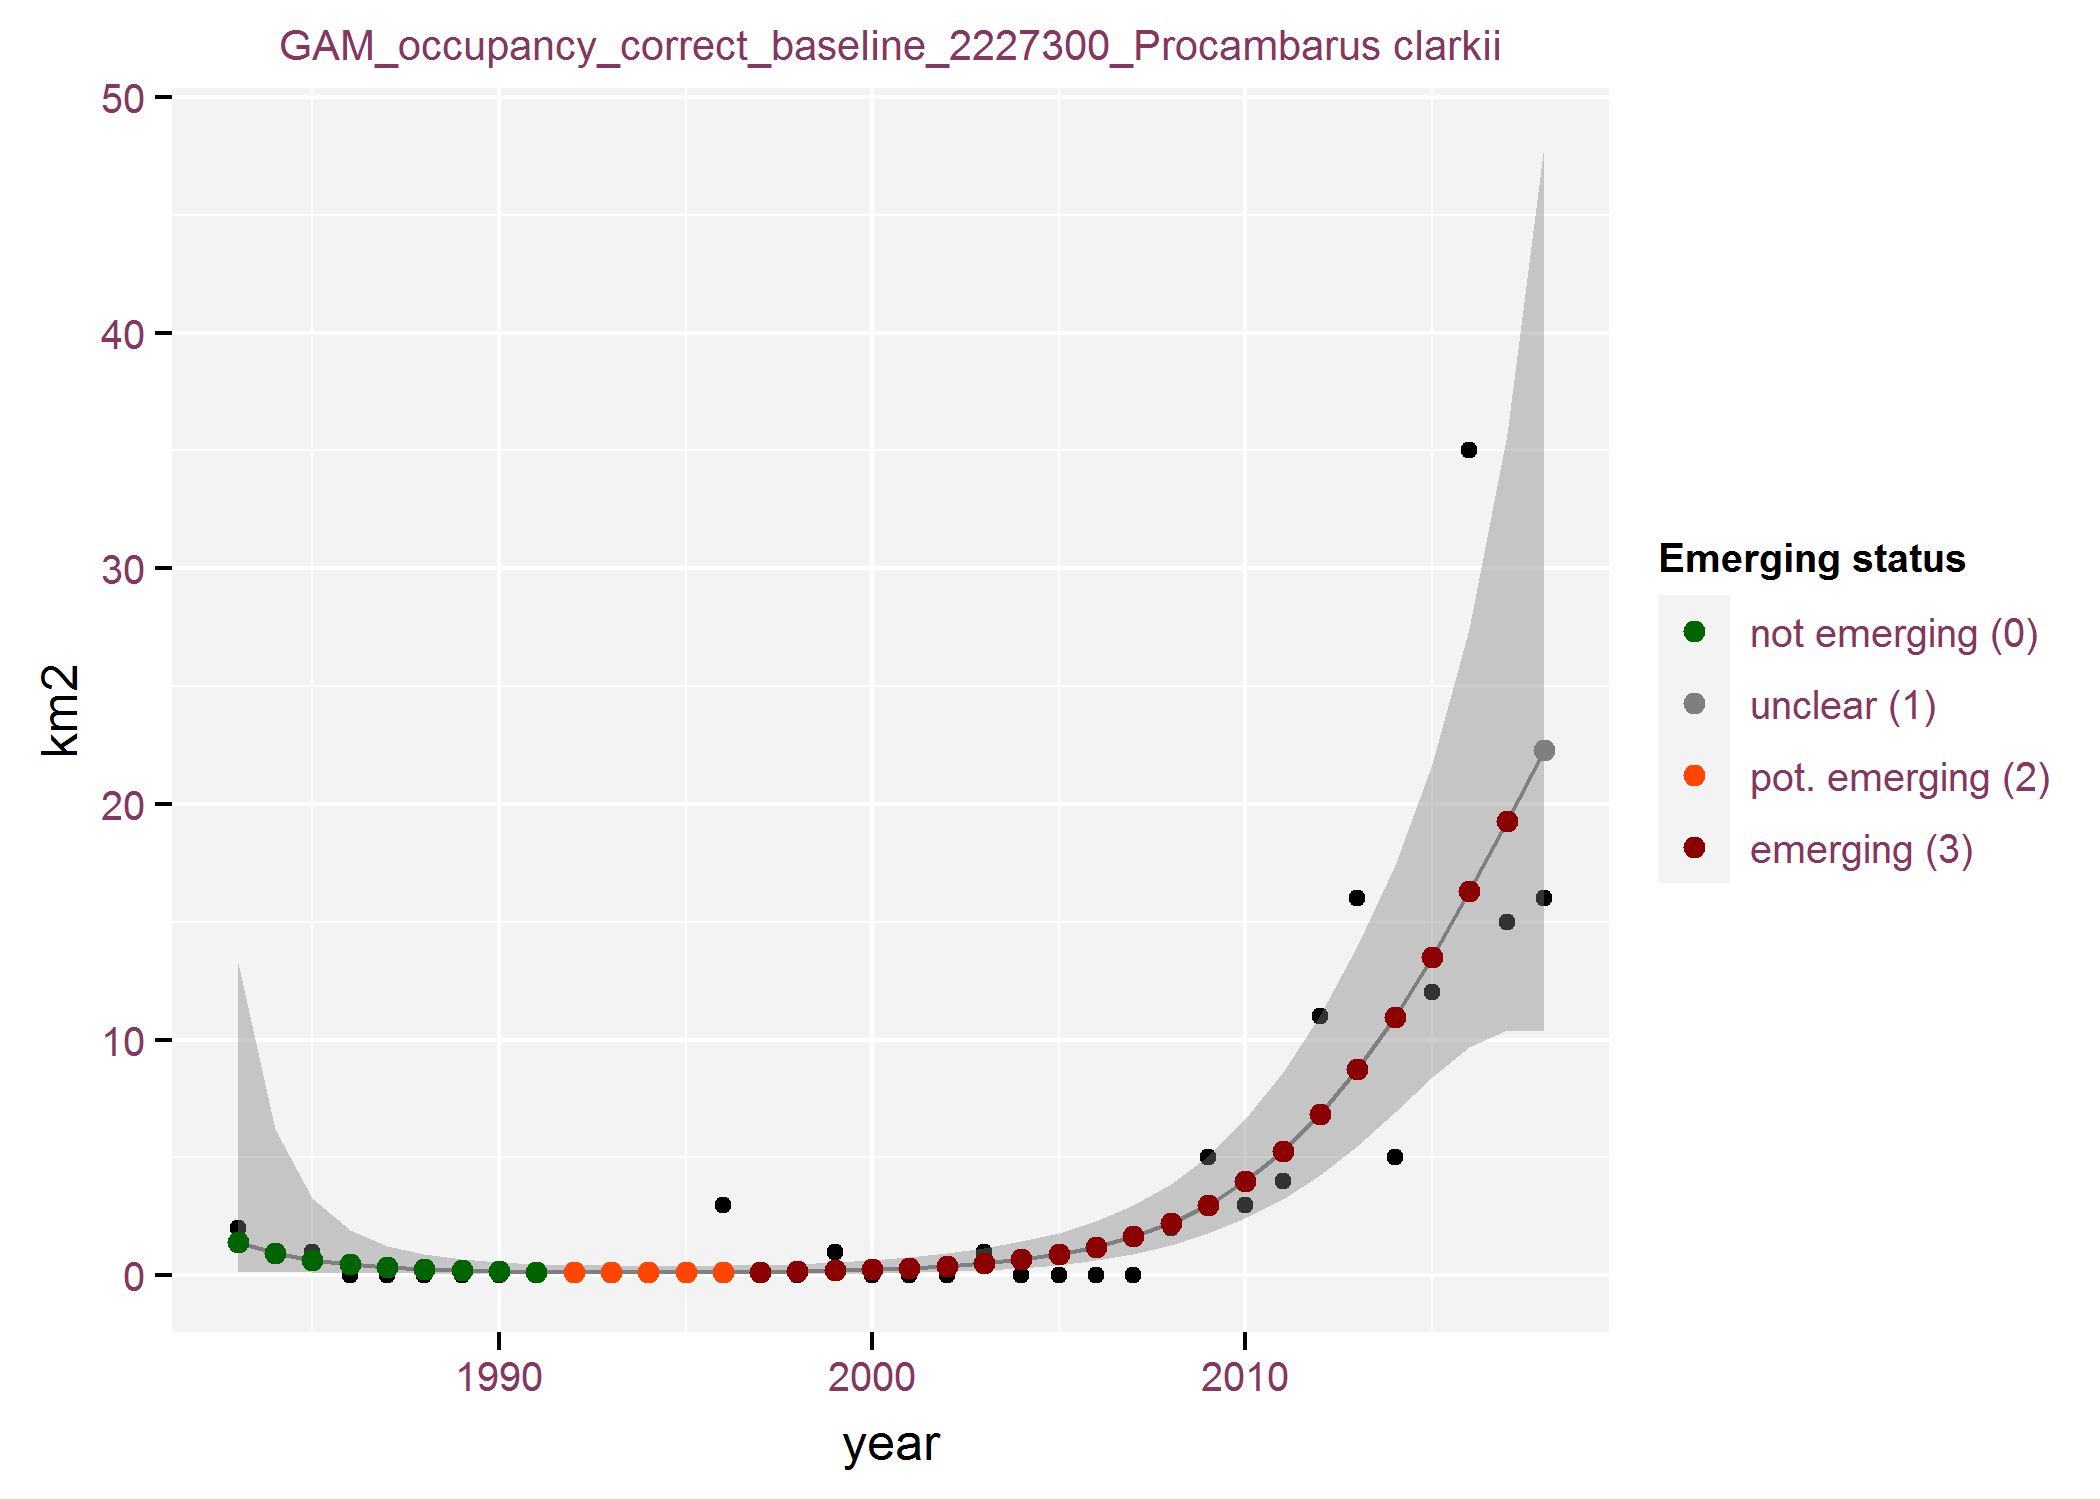 GAM_occupancy_correct_baseline_2227300_Procambarus clarkii
50
40
30
20
10
0
km2
1990 2000 2010
year
Emerging status
not emerging (0)
unclear (1)
pot. emerging (2)
emerging (3)